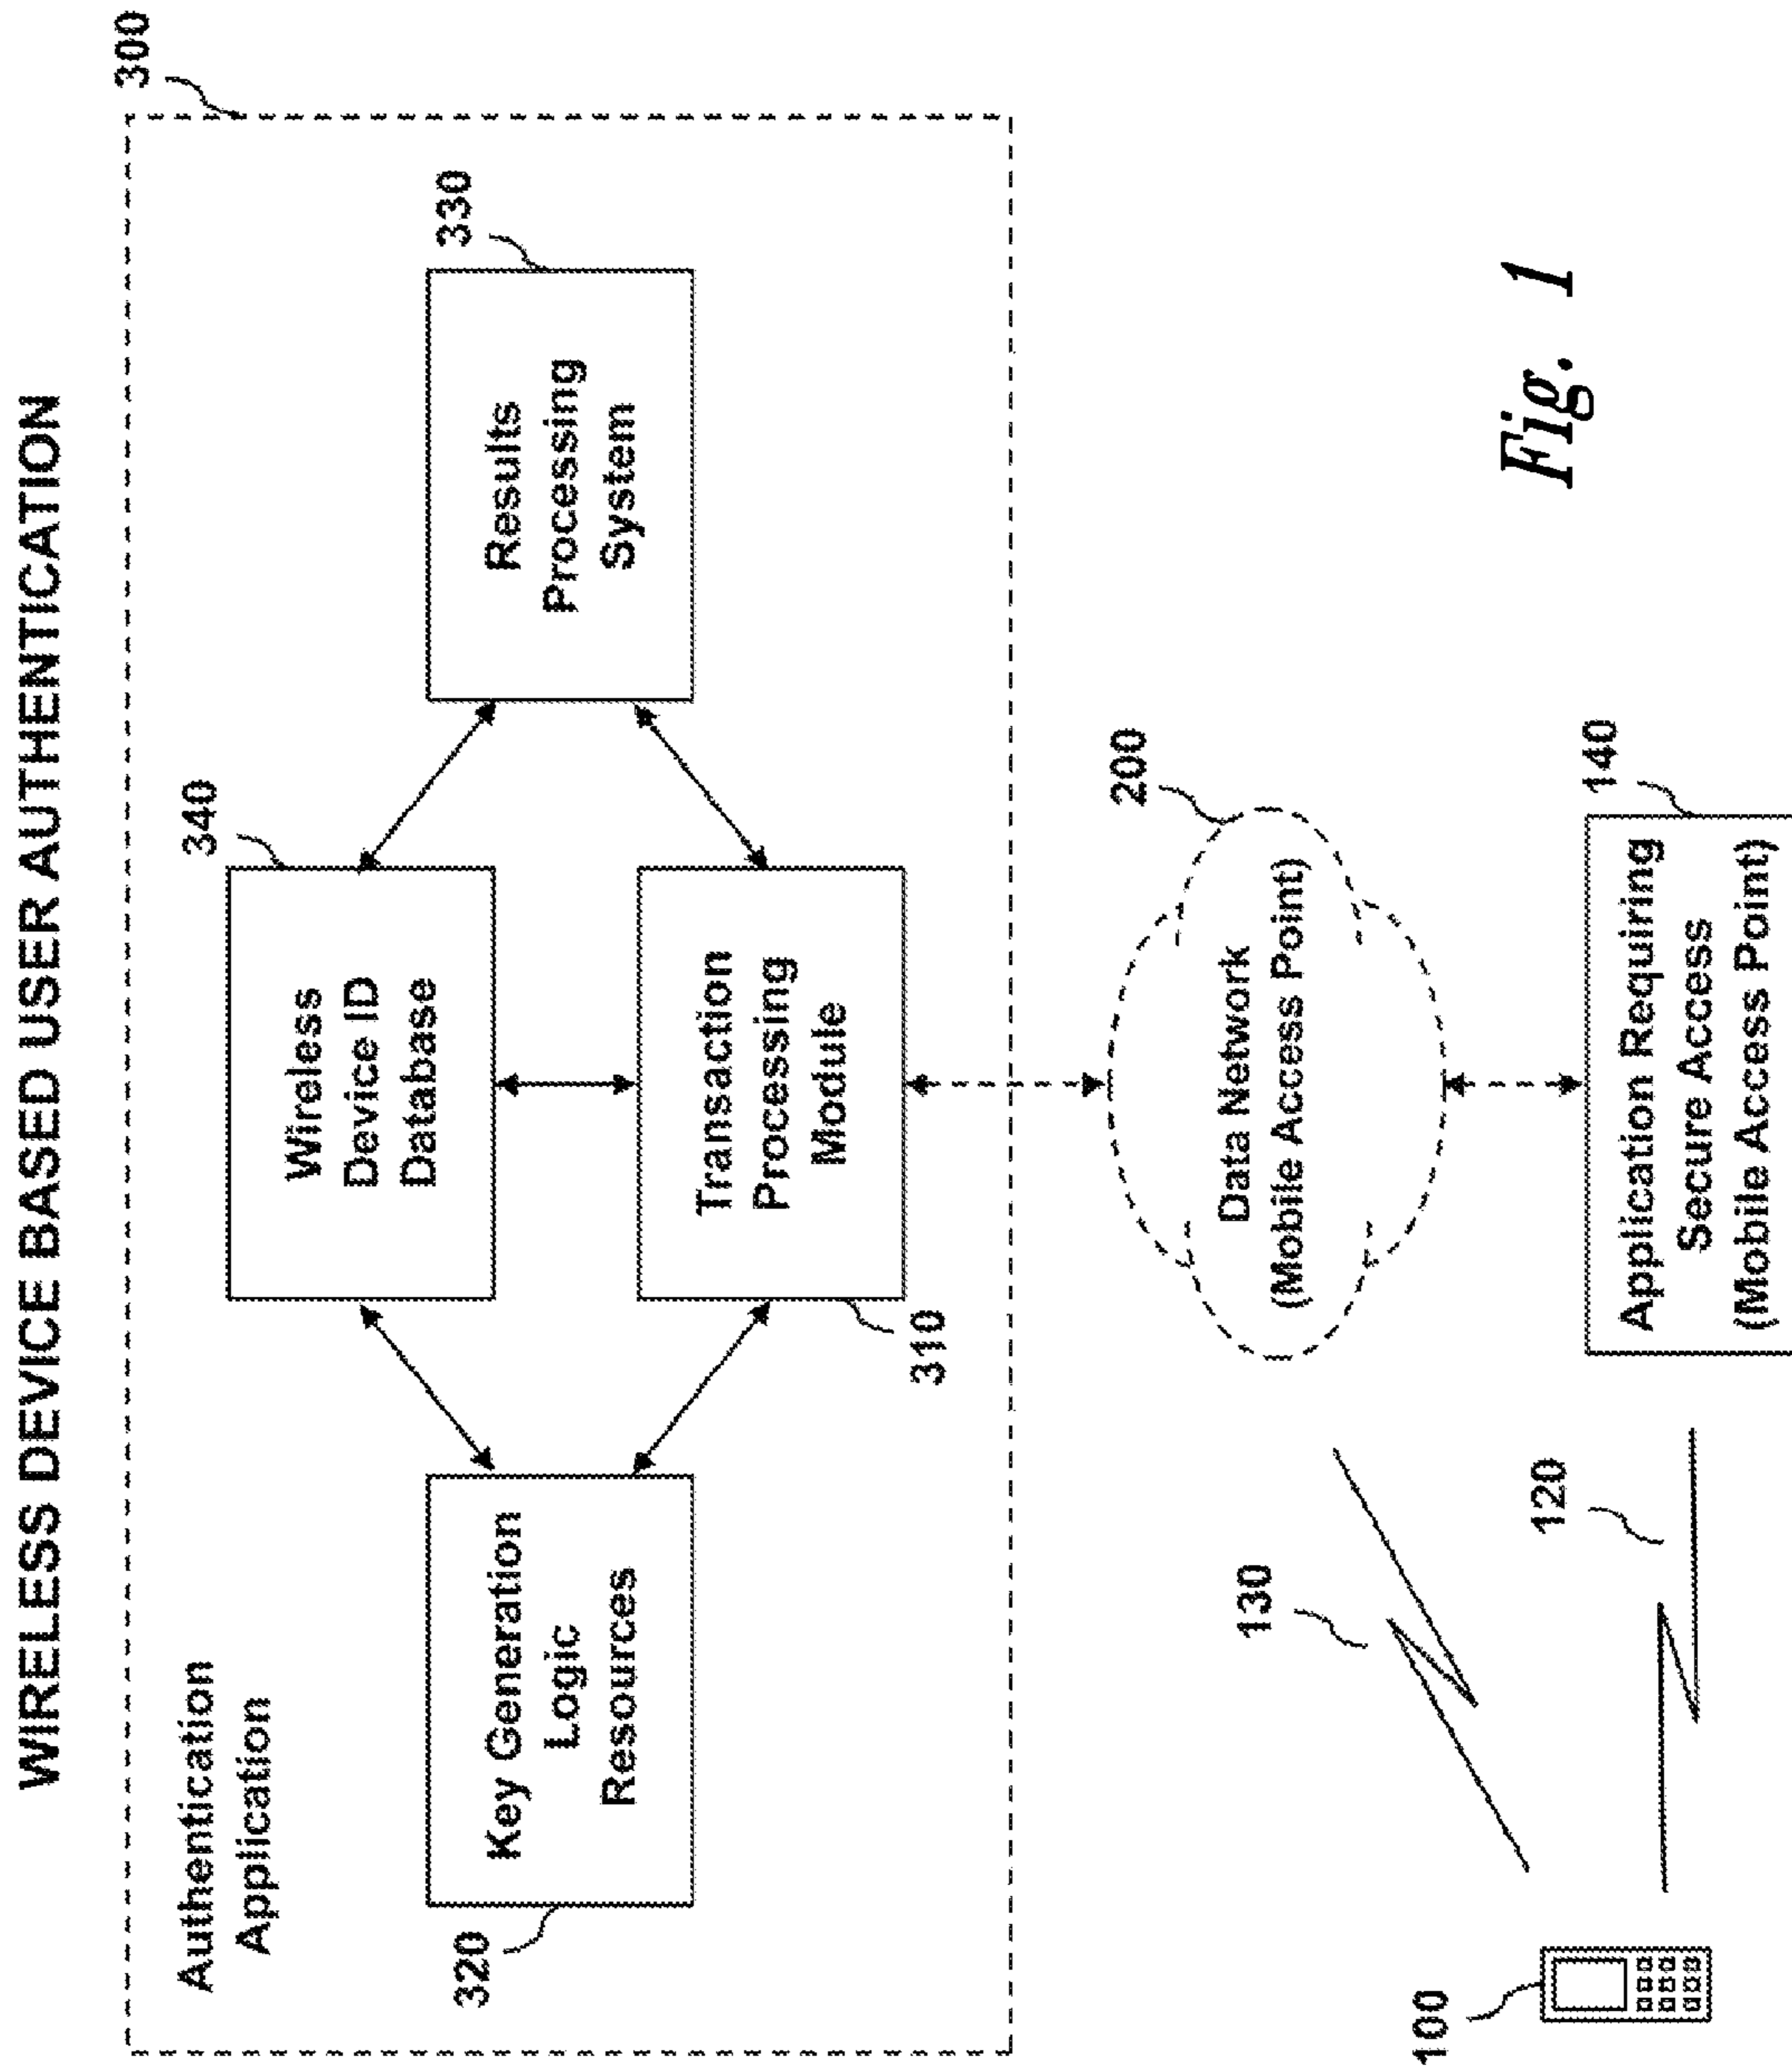 WIRELESS DEVICE BASED USER AUTHENTICATION
300
Authentication
Application
340
Wireless
Device ID
Database
320
Key Generation
Logic
Resources
330
Results
Processing
System
310
Transaction
Processing
Module
200
Data Network
(Mobile Access Point)
130
120
100
140
Application Requiring
Secure Access
(Mobile Access Point)
Fig. 1